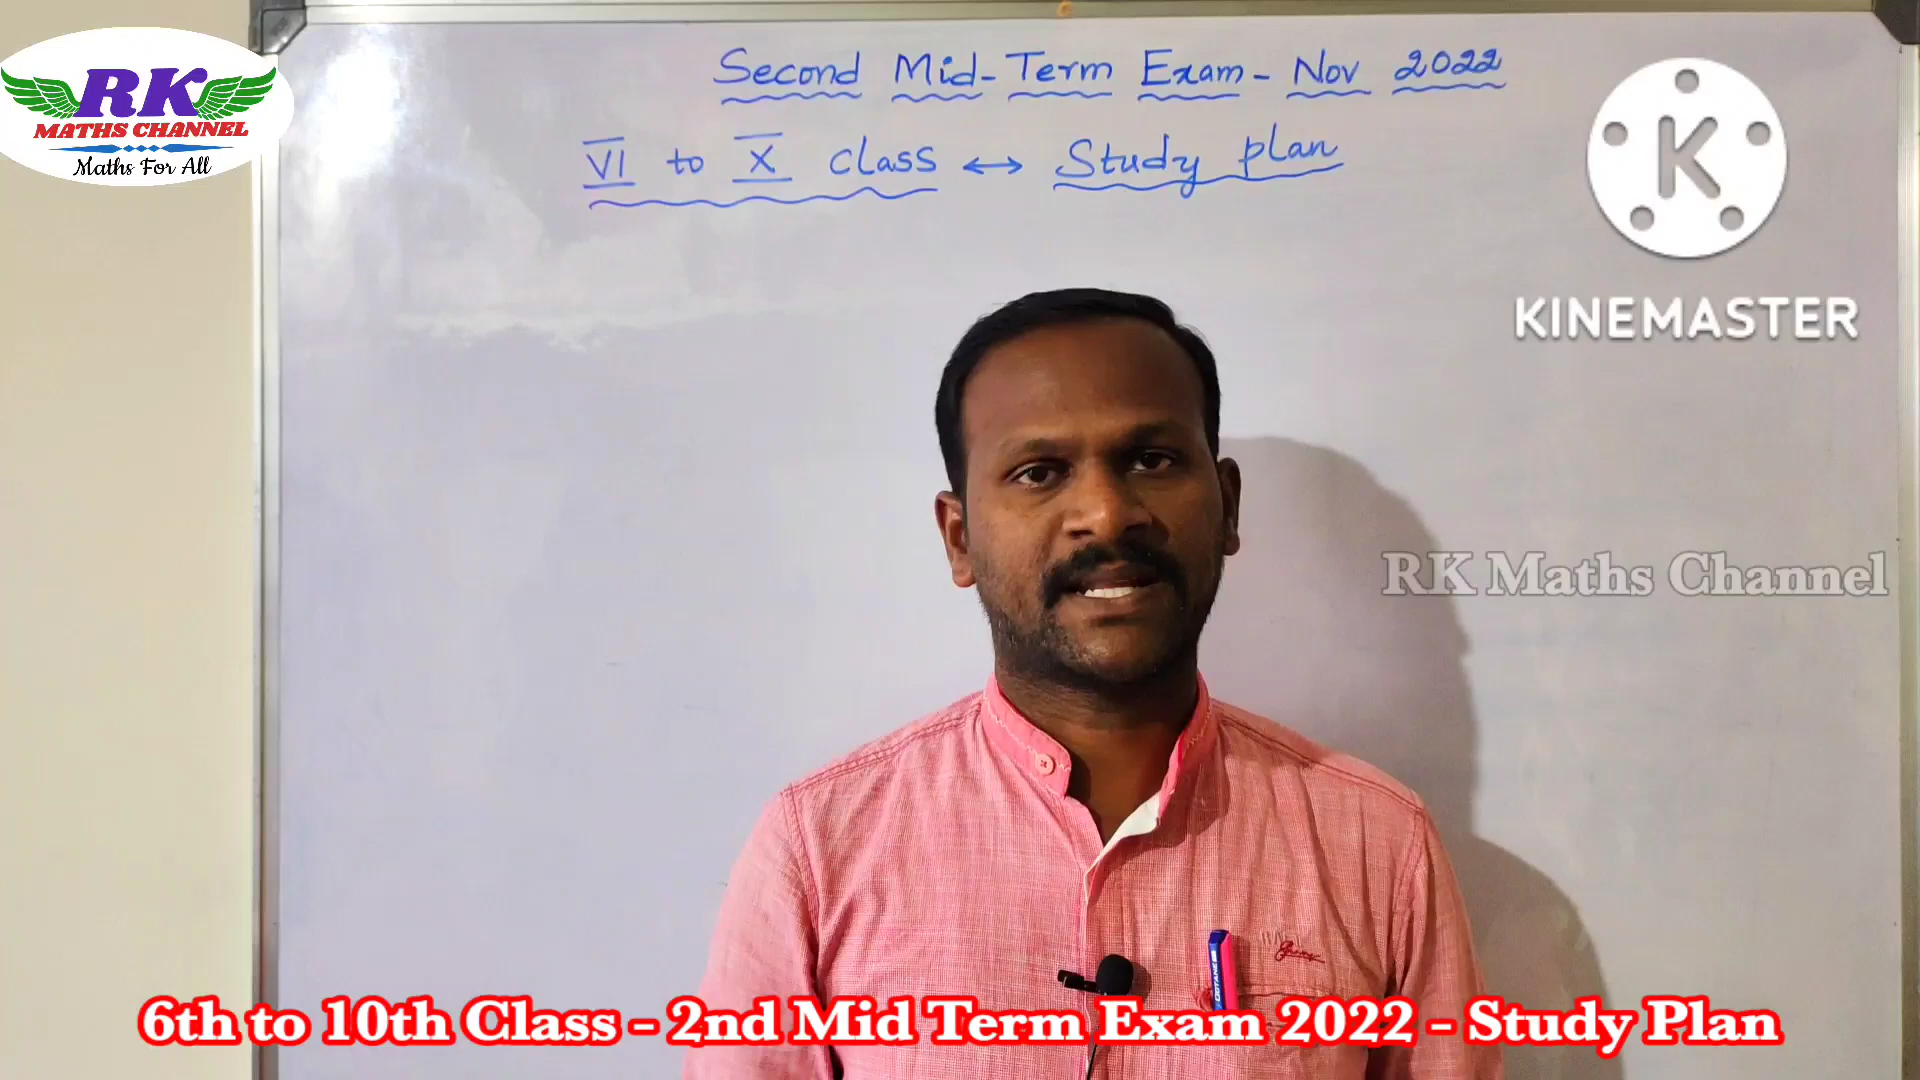 RK
MATHS CHANNEL
Maths For All
Second Mid-Term Exam - Nov 2022
VI to X class ↔ Study plan
K
KINEMASTER
RK Maths Channel
6th to 10th Class - 2nd Mid Term Exam 2022 - Study Plan